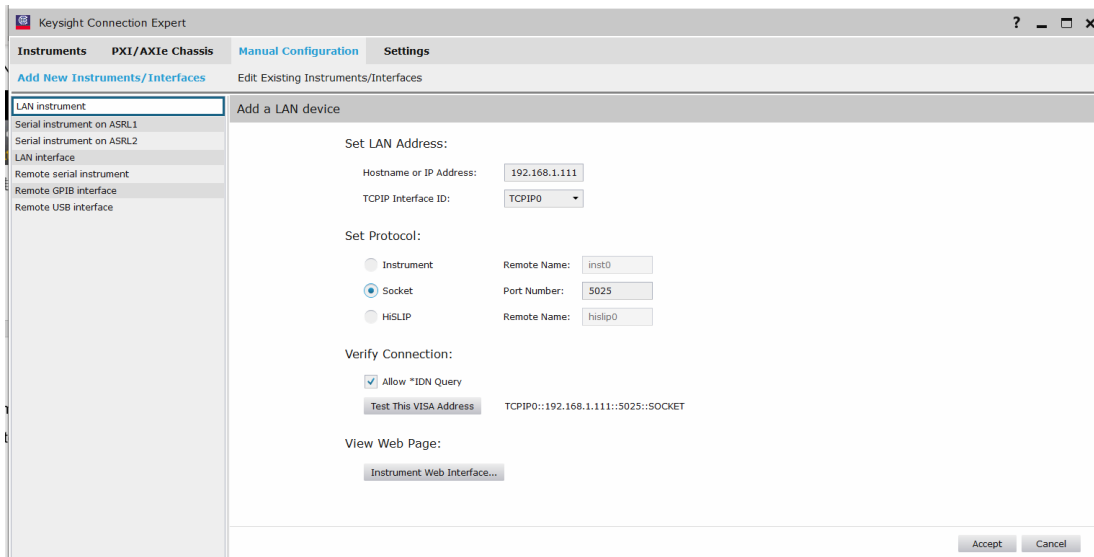 Keysight Connection Expert
?
Instruments PXI/AXIe Chassis Manual Configuration Settings
Add New Instruments/Interfaces Edit Existing Instruments/Interfaces
LAN instrument
Serial instrument on ASRL1
Serial instrument on ASRL2
LAN interface
Remote serial instrument
Remote GPIB interface
Remote USB interface
Add a LAN device
Set LAN Address:
Hostname or IP Address: 192.168.1.111
TCPIP Interface ID: TCPIP0
Set Protocol:
Instrument Remote Name: inst0
Socket Port Number: 5025
HiSLIP Remote Name: hislip0
Verify Connection:
Allow *IDN Query
Test This VISA Address TCPIP0::192.168.1.111::5025::SOCKET
View Web Page:
Instrument Web Interface...
Accept Cancel